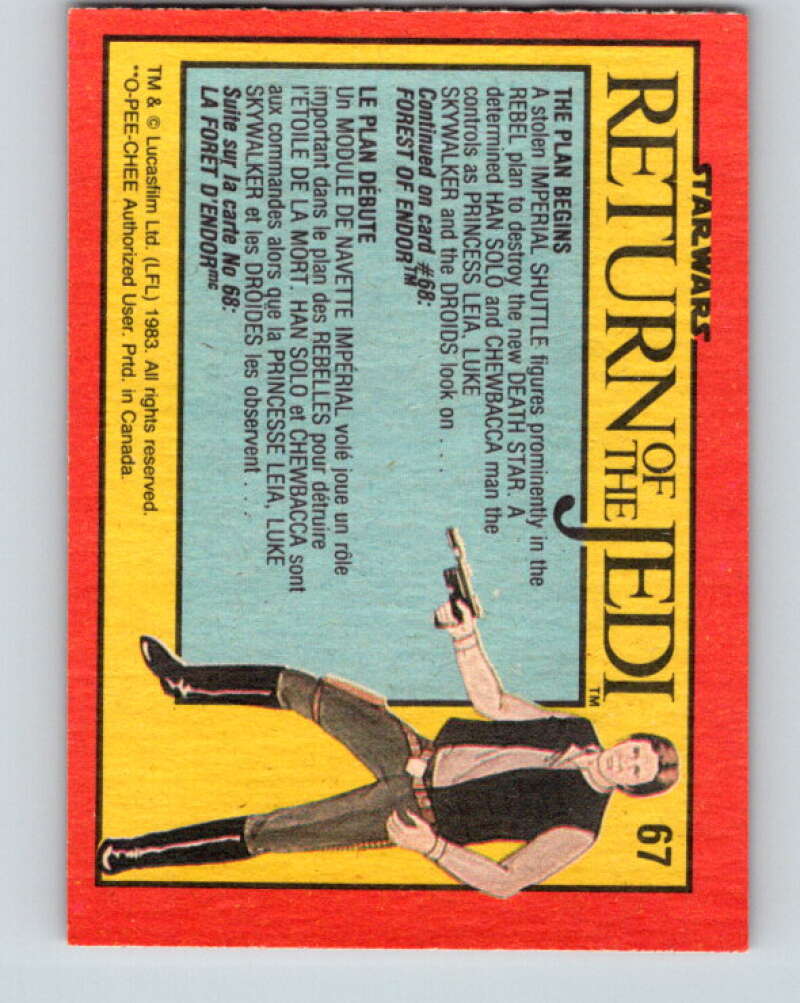 STAR WARS
RETURN OF THE JEDI™
67
THE PLAN BEGINS
A stolen IMPERIAL SHUTTLE figures prominently in the
REBEL plan to destroy the new DEATH STAR. A
determined HAN SOLO and CHEWBACCA man the
controls as PRINCESS LEIA, LUKE
SKYWALKER and the DROIDS look on . . .
Continued on card #68:
FOREST OF ENDOR™
LE PLAN DÉBUTE
Un MODULE DE NAVETTE IMPÉRIAL volé joue un rôle
important dans le plan des REBELLES pour détruire
l'ÉTOILE DE LA MORT. HAN SOLO et CHEWBACCA sont
aux commandes alors que la PRINCESSE LEIA, LUKE
SKYWALKER et les DROIDES les observent . . .
Suite sur la carte No 68:
LA FORET D'ENDORmc
TM & © Lucasfilm Ltd. (LFL) 1983. All rights reserved.
**O-PEE-CHEE Authorized User. Prtd. in Canada.